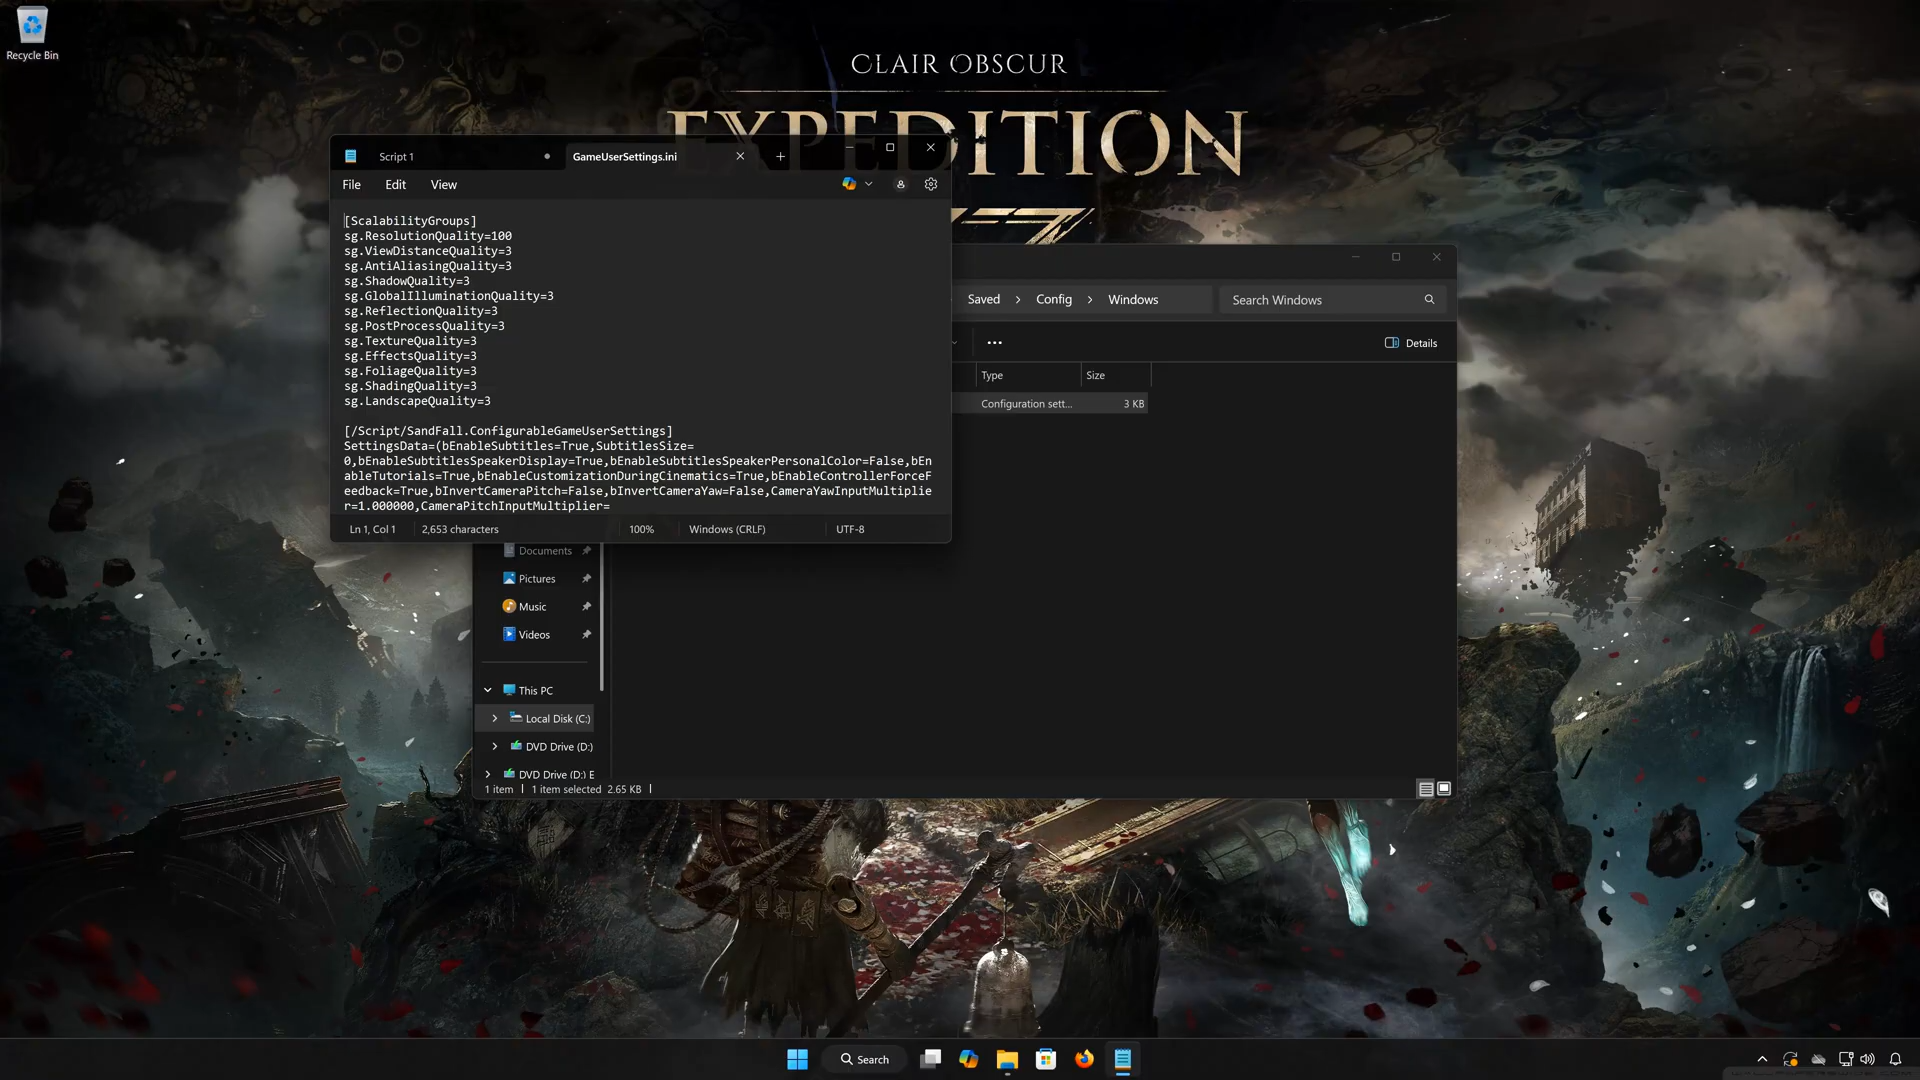 Recycle Bin
CLAIR OBSCUR
EXPEDITION
Script 1
GameUserSettings.ini
File
Edit
View
[ScalabilityGroups]
sg.ResolutionQuality=100
sg.ViewDistanceQuality=3
sg.AntiAliasingQuality=3
sg.ShadowQuality=3
sg.GlobalIlluminationQuality=3
sg.ReflectionQuality=3
sg.PostProcessQuality=3
sg.TextureQuality=3
sg.EffectsQuality=3
sg.FoliageQuality=3
sg.ShadingQuality=3
sg.LandscapeQuality=3
[/Script/SandFall.ConfigurableGameUserSettings]
SettingsData=(bEnableSubtitles=True,SubtitlesSize=
0,bEnableSubtitlesSpeakerDisplay=True,bEnableSubtitlesSpeakerPersonalColor=False,bEn
ableTutorials=True,bEnableCustomizationDuringCinematics=True,bEnableControllerForceF
eedback=True,bInvertCameraPitch=False,bInvertCameraYaw=False,CameraYawInputMultiplie
r=1.000000,CameraPitchInputMultiplier=
Ln 1, Col 1
2,653 characters
100%
Windows (CRLF)
UTF-8
Saved > Config > Windows
Search Windows
Details
Type
Size
Configuration sett...
3 KB
Documents
Pictures
Music
Videos
This PC
Local Disk (C:)
DVD Drive (D:)
DVD Drive (D:) E
1 item
1 item selected 2.65 KB
Search